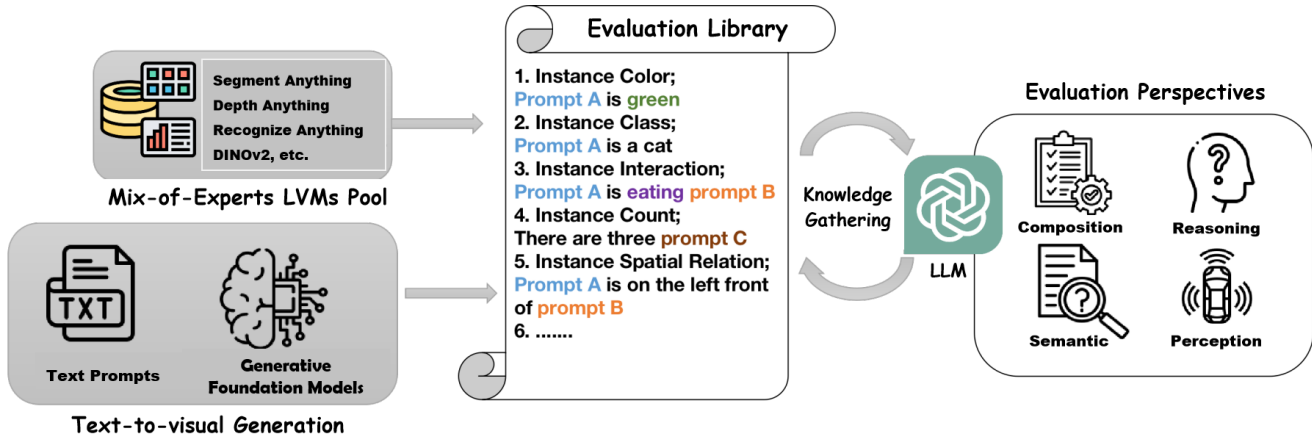 Segment Anything
Depth Anything
Recognize Anything
DINOv2, etc.
Mix-of-Experts LVMs Pool
TXT
Text Prompts
Generative
Foundation Models
Text-to-visual Generation
Evaluation Library
1. Instance Color;
Prompt A is green
2. Instance Class;
Prompt A is a cat
3. Instance Interaction;
Prompt A is eating prompt B
4. Instance Count;
There are three prompt C
5. Instance Spatial Relation;
Prompt A is on the left front
of prompt B
6. .......
Knowledge
Gathering
LLM
Evaluation Perspectives
Composition
Reasoning
Semantic
Perception